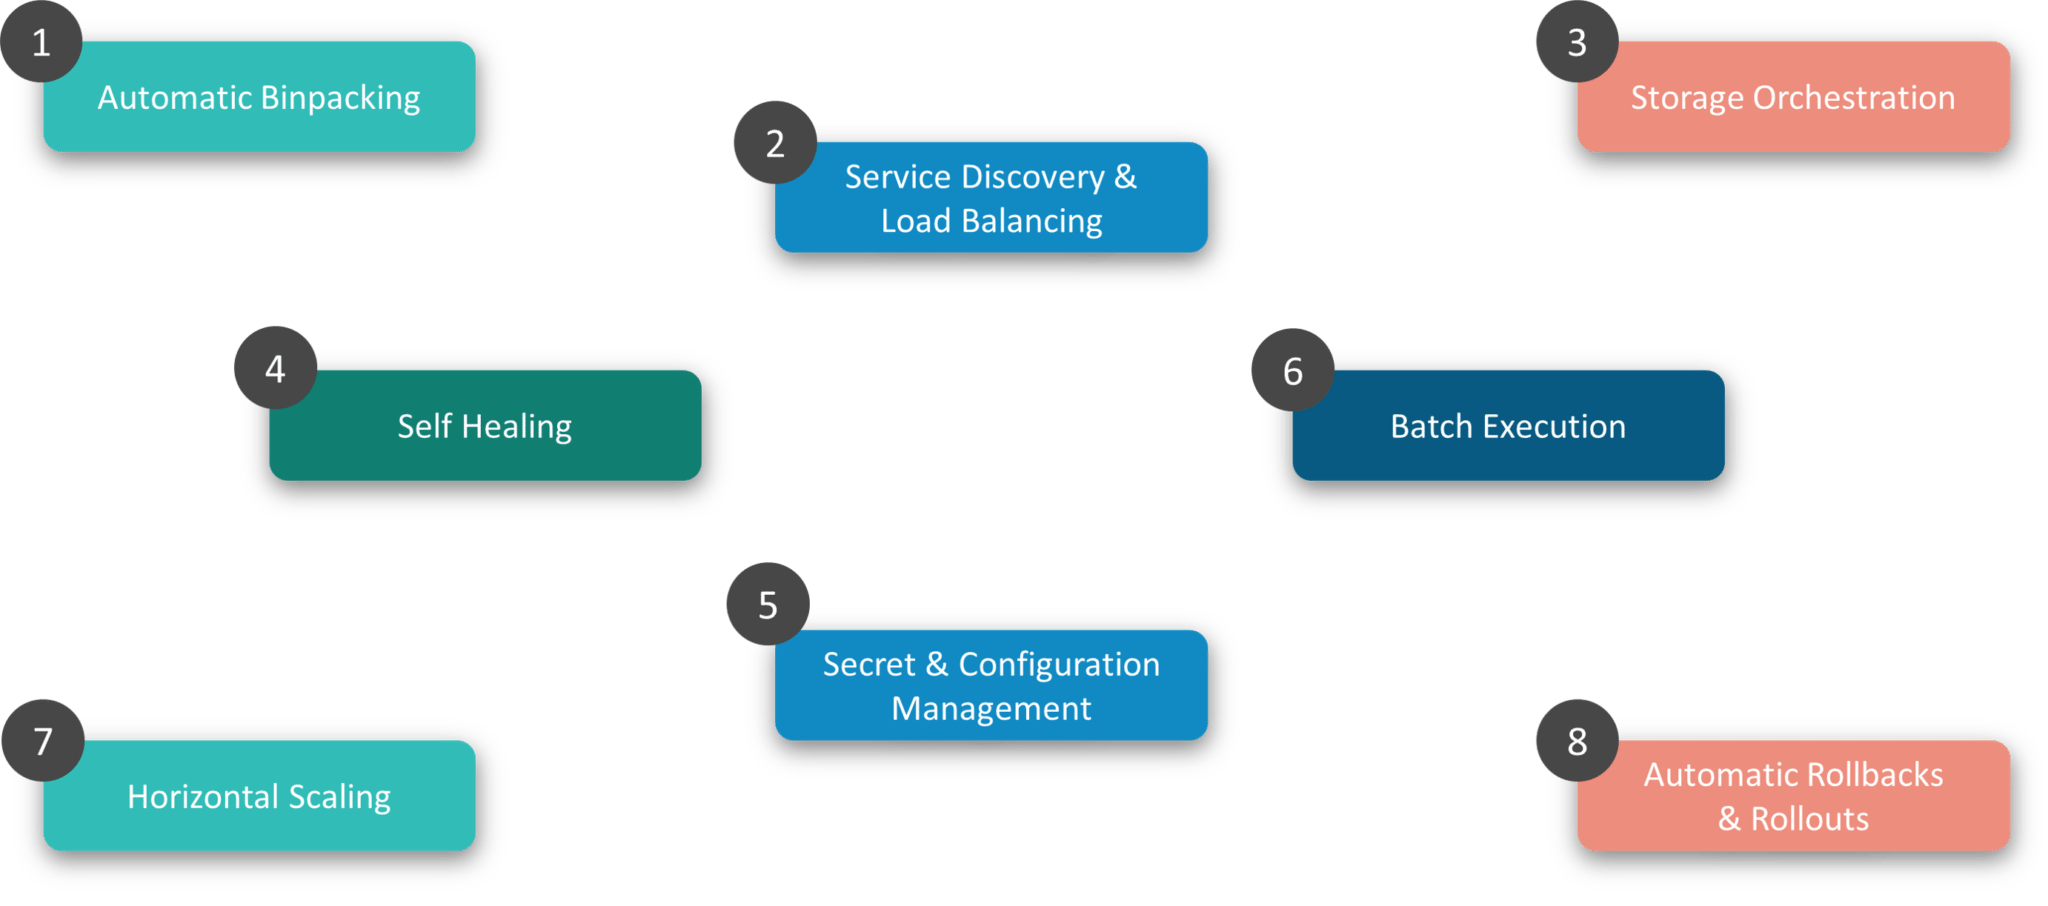 1
Automatic Binpacking
2
Service Discovery &
Load Balancing
3
Storage Orchestration
4
Self Healing
6
Batch Execution
5
Secret & Configuration
Management
7
Horizontal Scaling
8
Automatic Rollbacks
& Rollouts